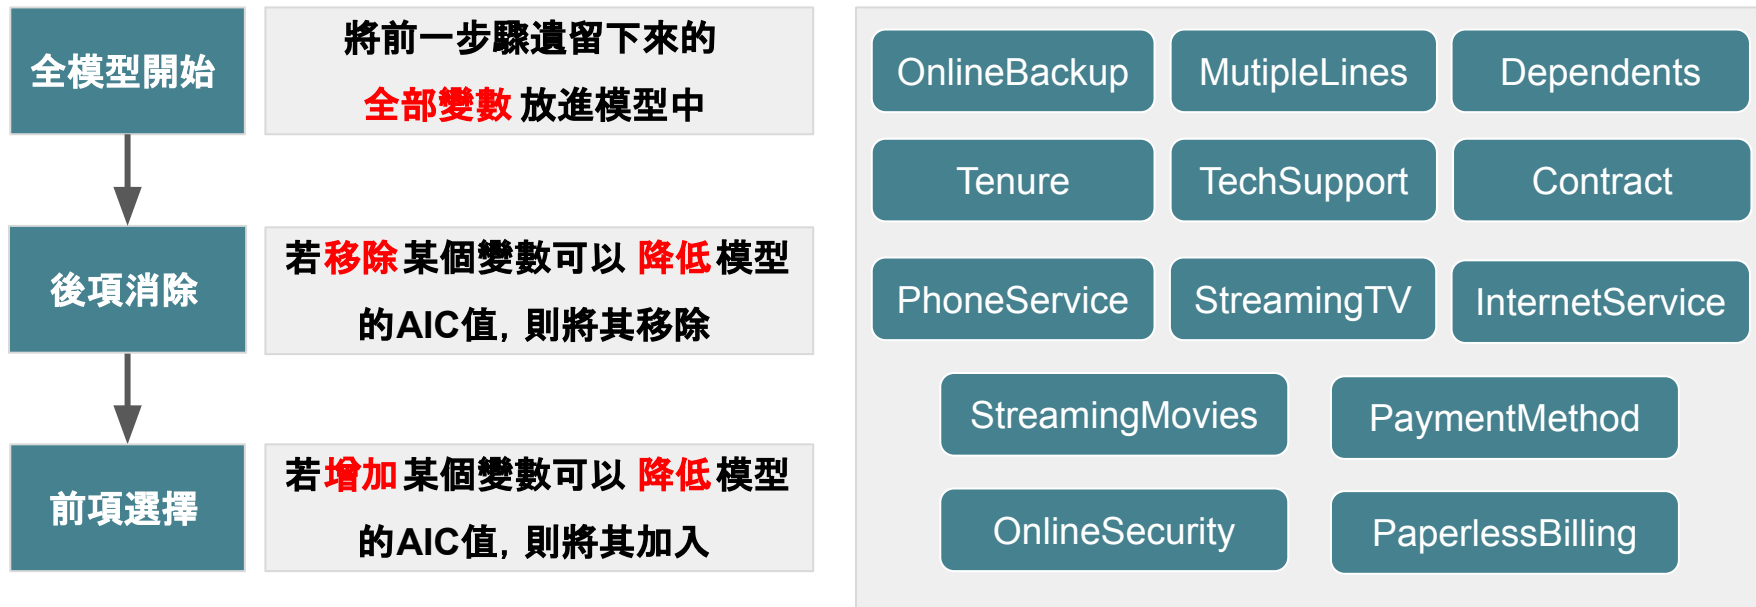 全模型開始
將前一步驟遺留下來的
全部變數 放進模型中
後項消除
若移除某個變數可以 降低模型
的AIC值, 則將其移除
前項選擇
若增加某個變數可以 降低模型
的AIC值, 則將其加入
OnlineBackup
MutipleLines
Dependents
Tenure
TechSupport
Contract
PhoneService
StreamingTV
InternetService
StreamingMovies
PaymentMethod
OnlineSecurity
PaperlessBilling